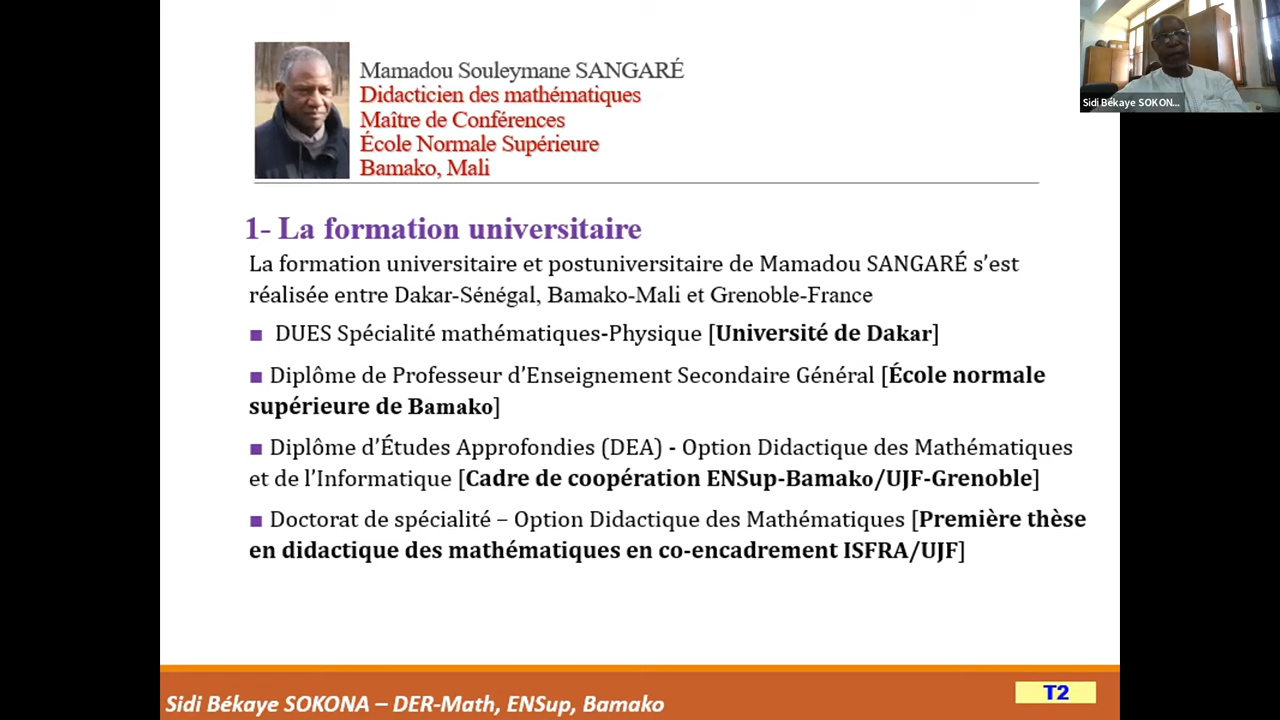 Mamadou Souleymane SANGARÉ
Didacticien des mathématiques
Maître de Conférences
École Normale Supérieure
Bamako, Mali
Sidi Békaye SOKON...
1- La formation universitaire
La formation universitaire et postuniversitaire de Mamadou SANGARÉ s’est
réalisée entre Dakar-Sénégal, Bamako-Mali et Grenoble-France
■ DUES Spécialité mathématiques-Physique [Université de Dakar]
■ Diplôme de Professeur d’Enseignement Secondaire Général [École normale
supérieure de Bamako]
■ Diplôme d’Études Approfondies (DEA) - Option Didactique des Mathématiques
et de l’Informatique [Cadre de coopération ENSup-Bamako/UJF-Grenoble]
■ Doctorat de spécialité – Option Didactique des Mathématiques [Première thèse
en didactique des mathématiques en co-encadrement ISFRA/UJF]
Sidi Békaye SOKONA – DER-Math, ENSup, Bamako
T2